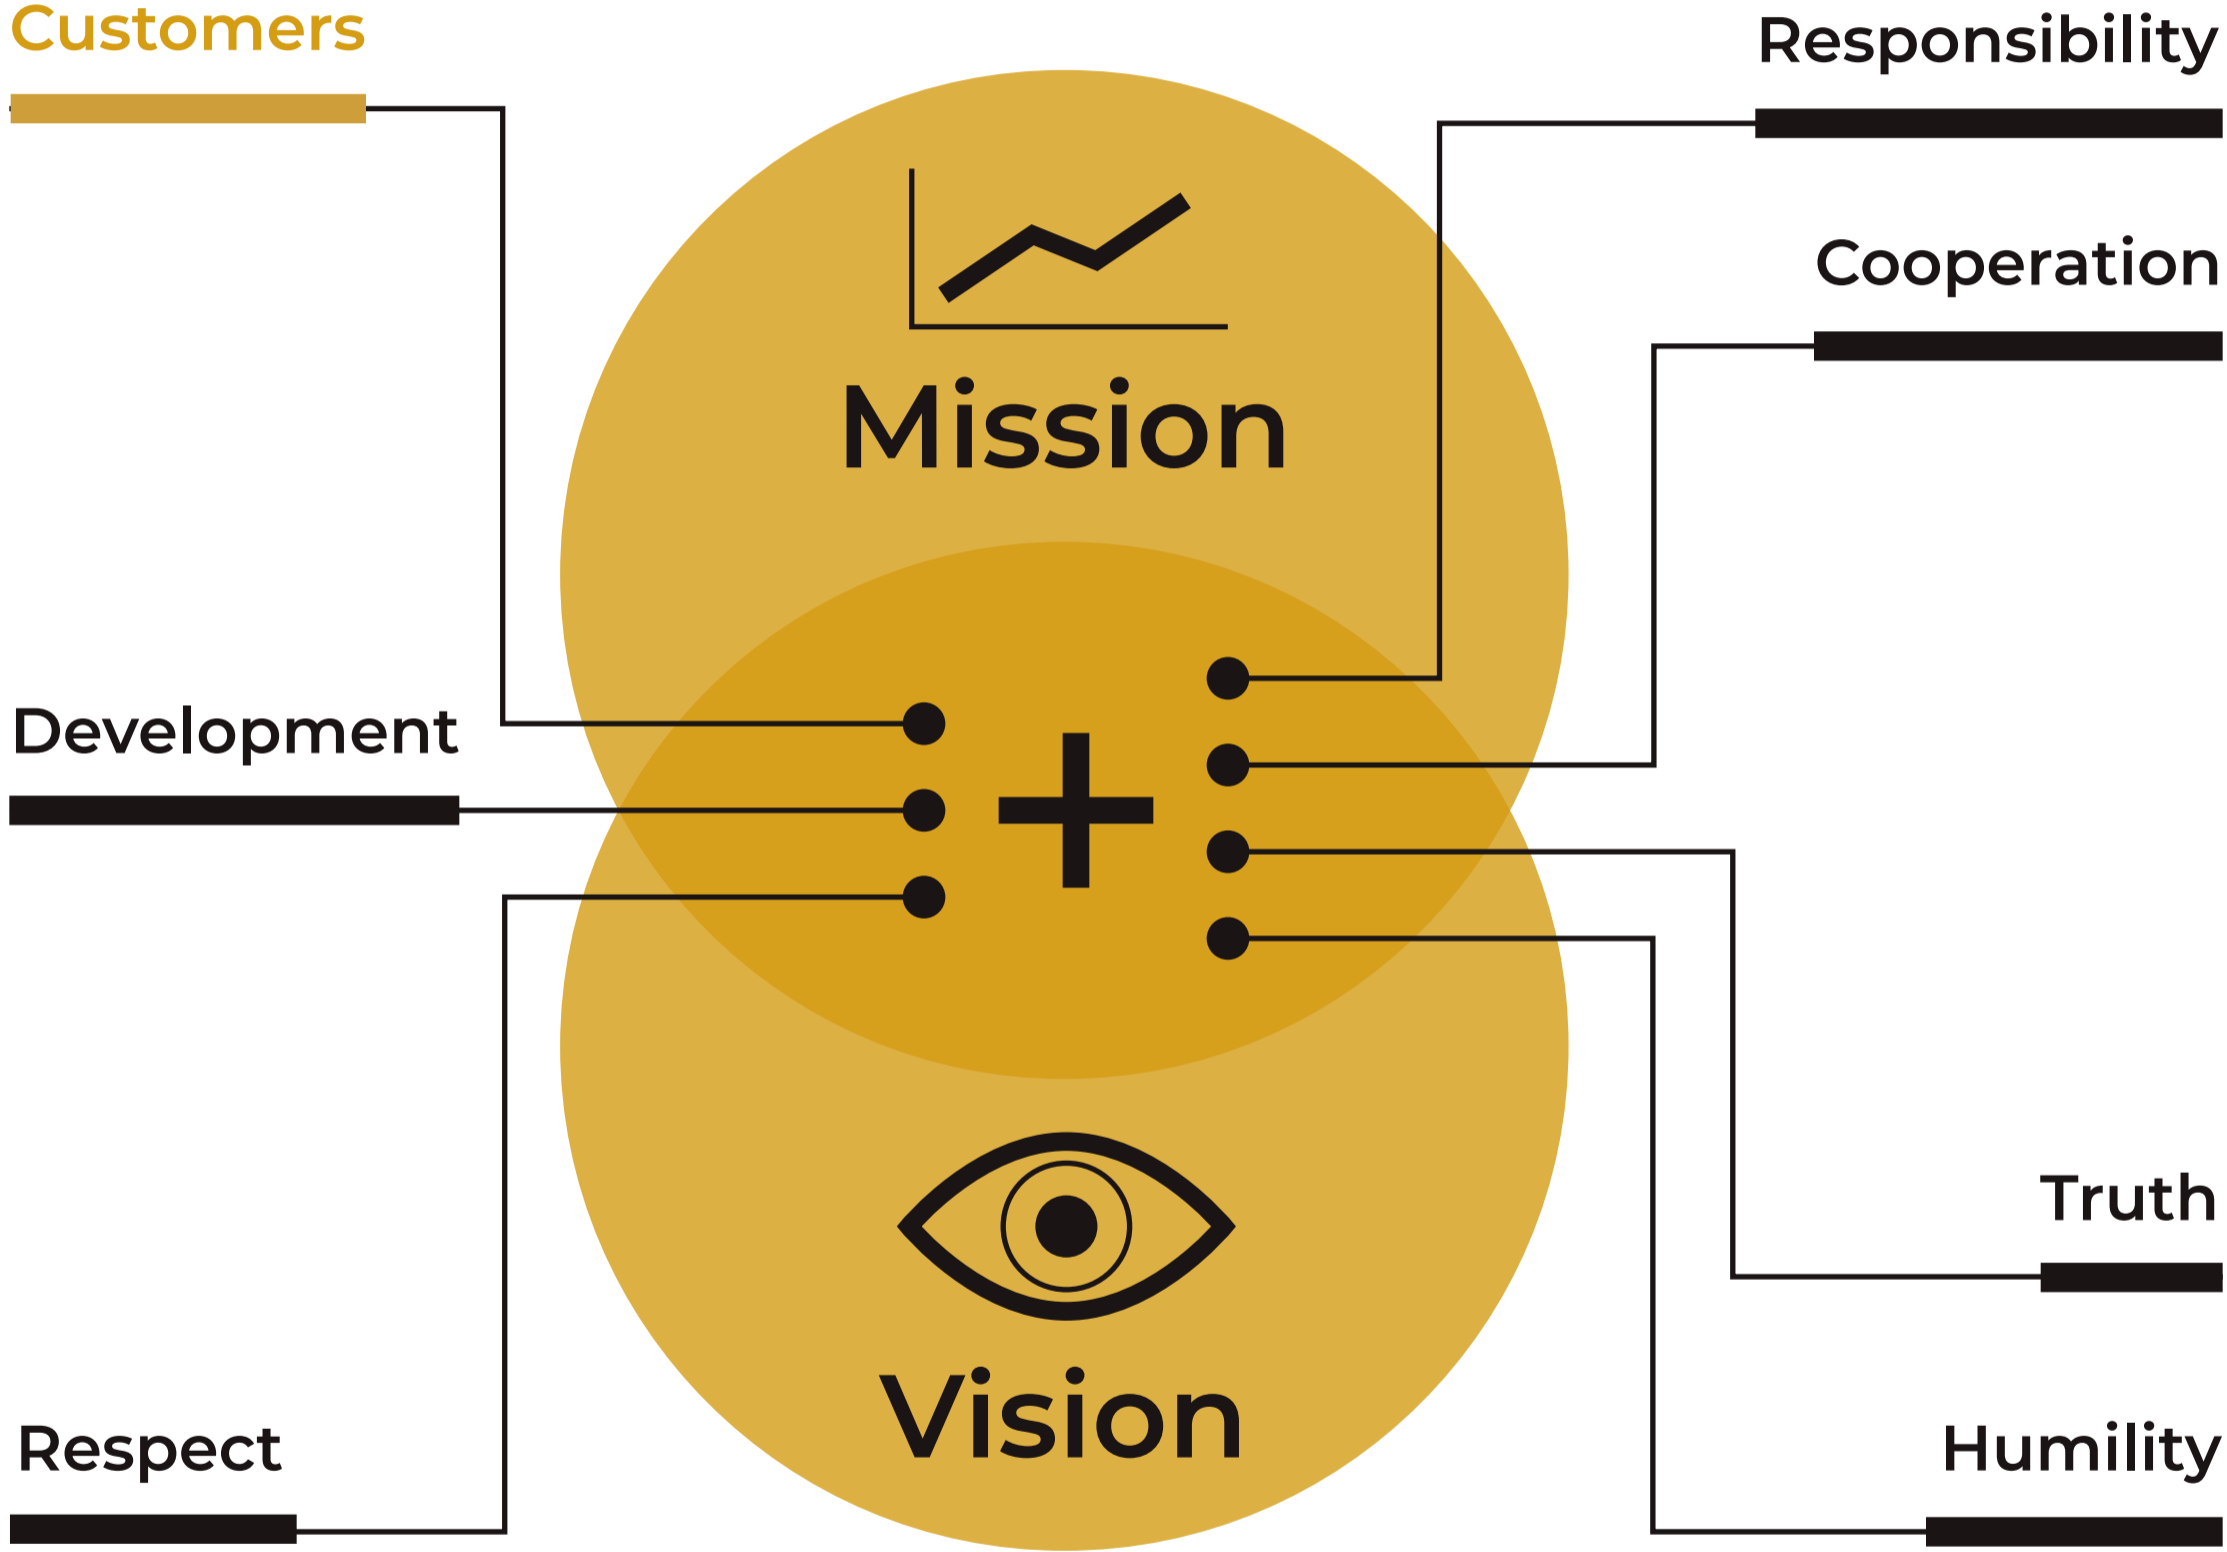 Customers
Responsibility
Cooperation
Mission
Development
Truth
Vision
Respect
Humility